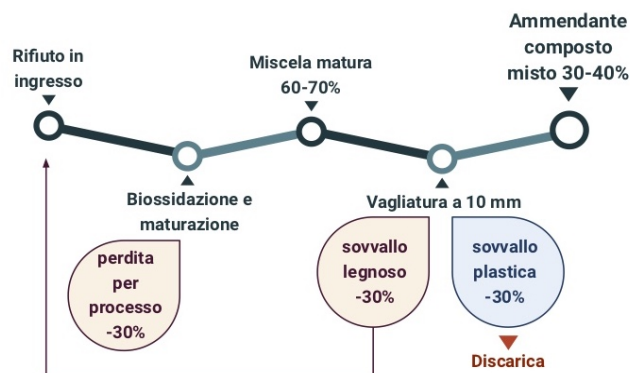 Rifiuto in
ingresso
Biossidazione e
maturazione
perdita
per
processo
-30%
Miscela matura
60-70%
Vagliatura a 10 mm
sovvallo
legnoso
-30%
sovvallo
plastica
-30%
Discarica
Ammendante
composto
misto 30-40%